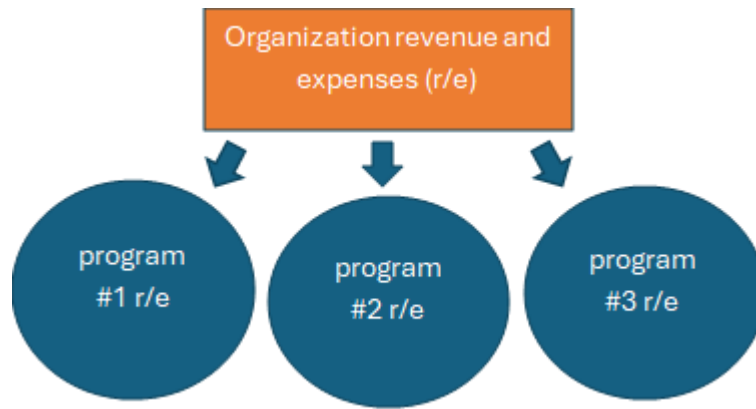 Organization revenue and
expenses (r/e)
program
#1 r/e
program
#2 r/e
program
#3 r/e